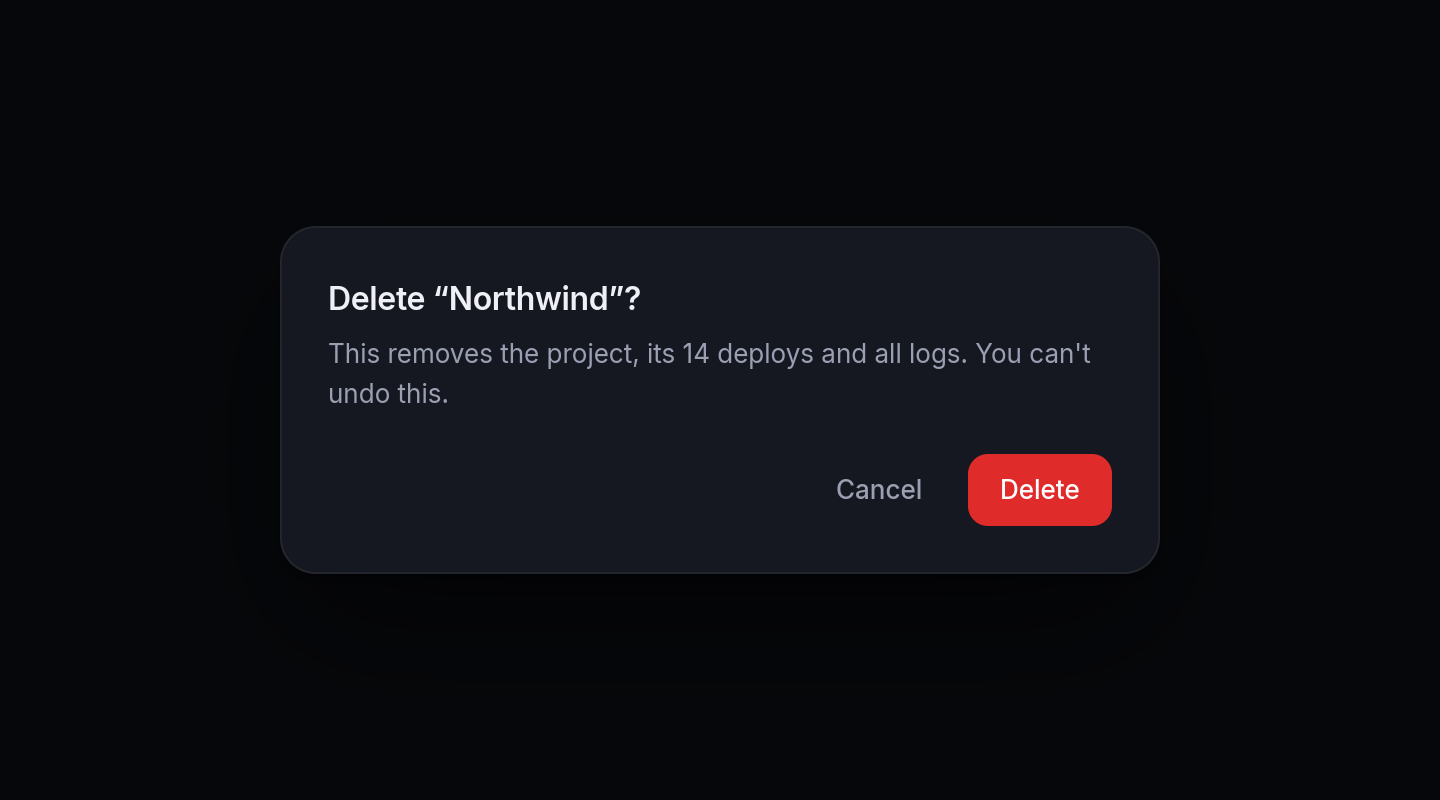 Delete “Northwind”?
This removes the project, its 14 deploys and all logs. You can't
undo this.
Cancel
Delete